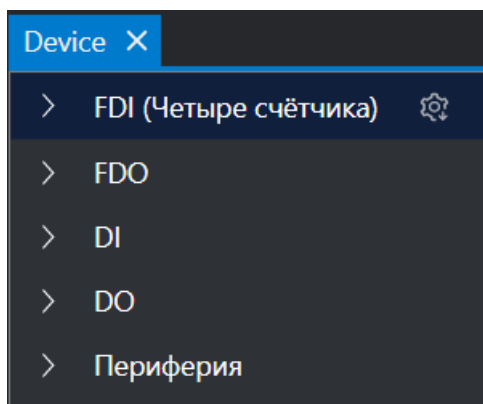 Device
FDI (Четыре счётчика)
FDO
DI
DO
Периферия